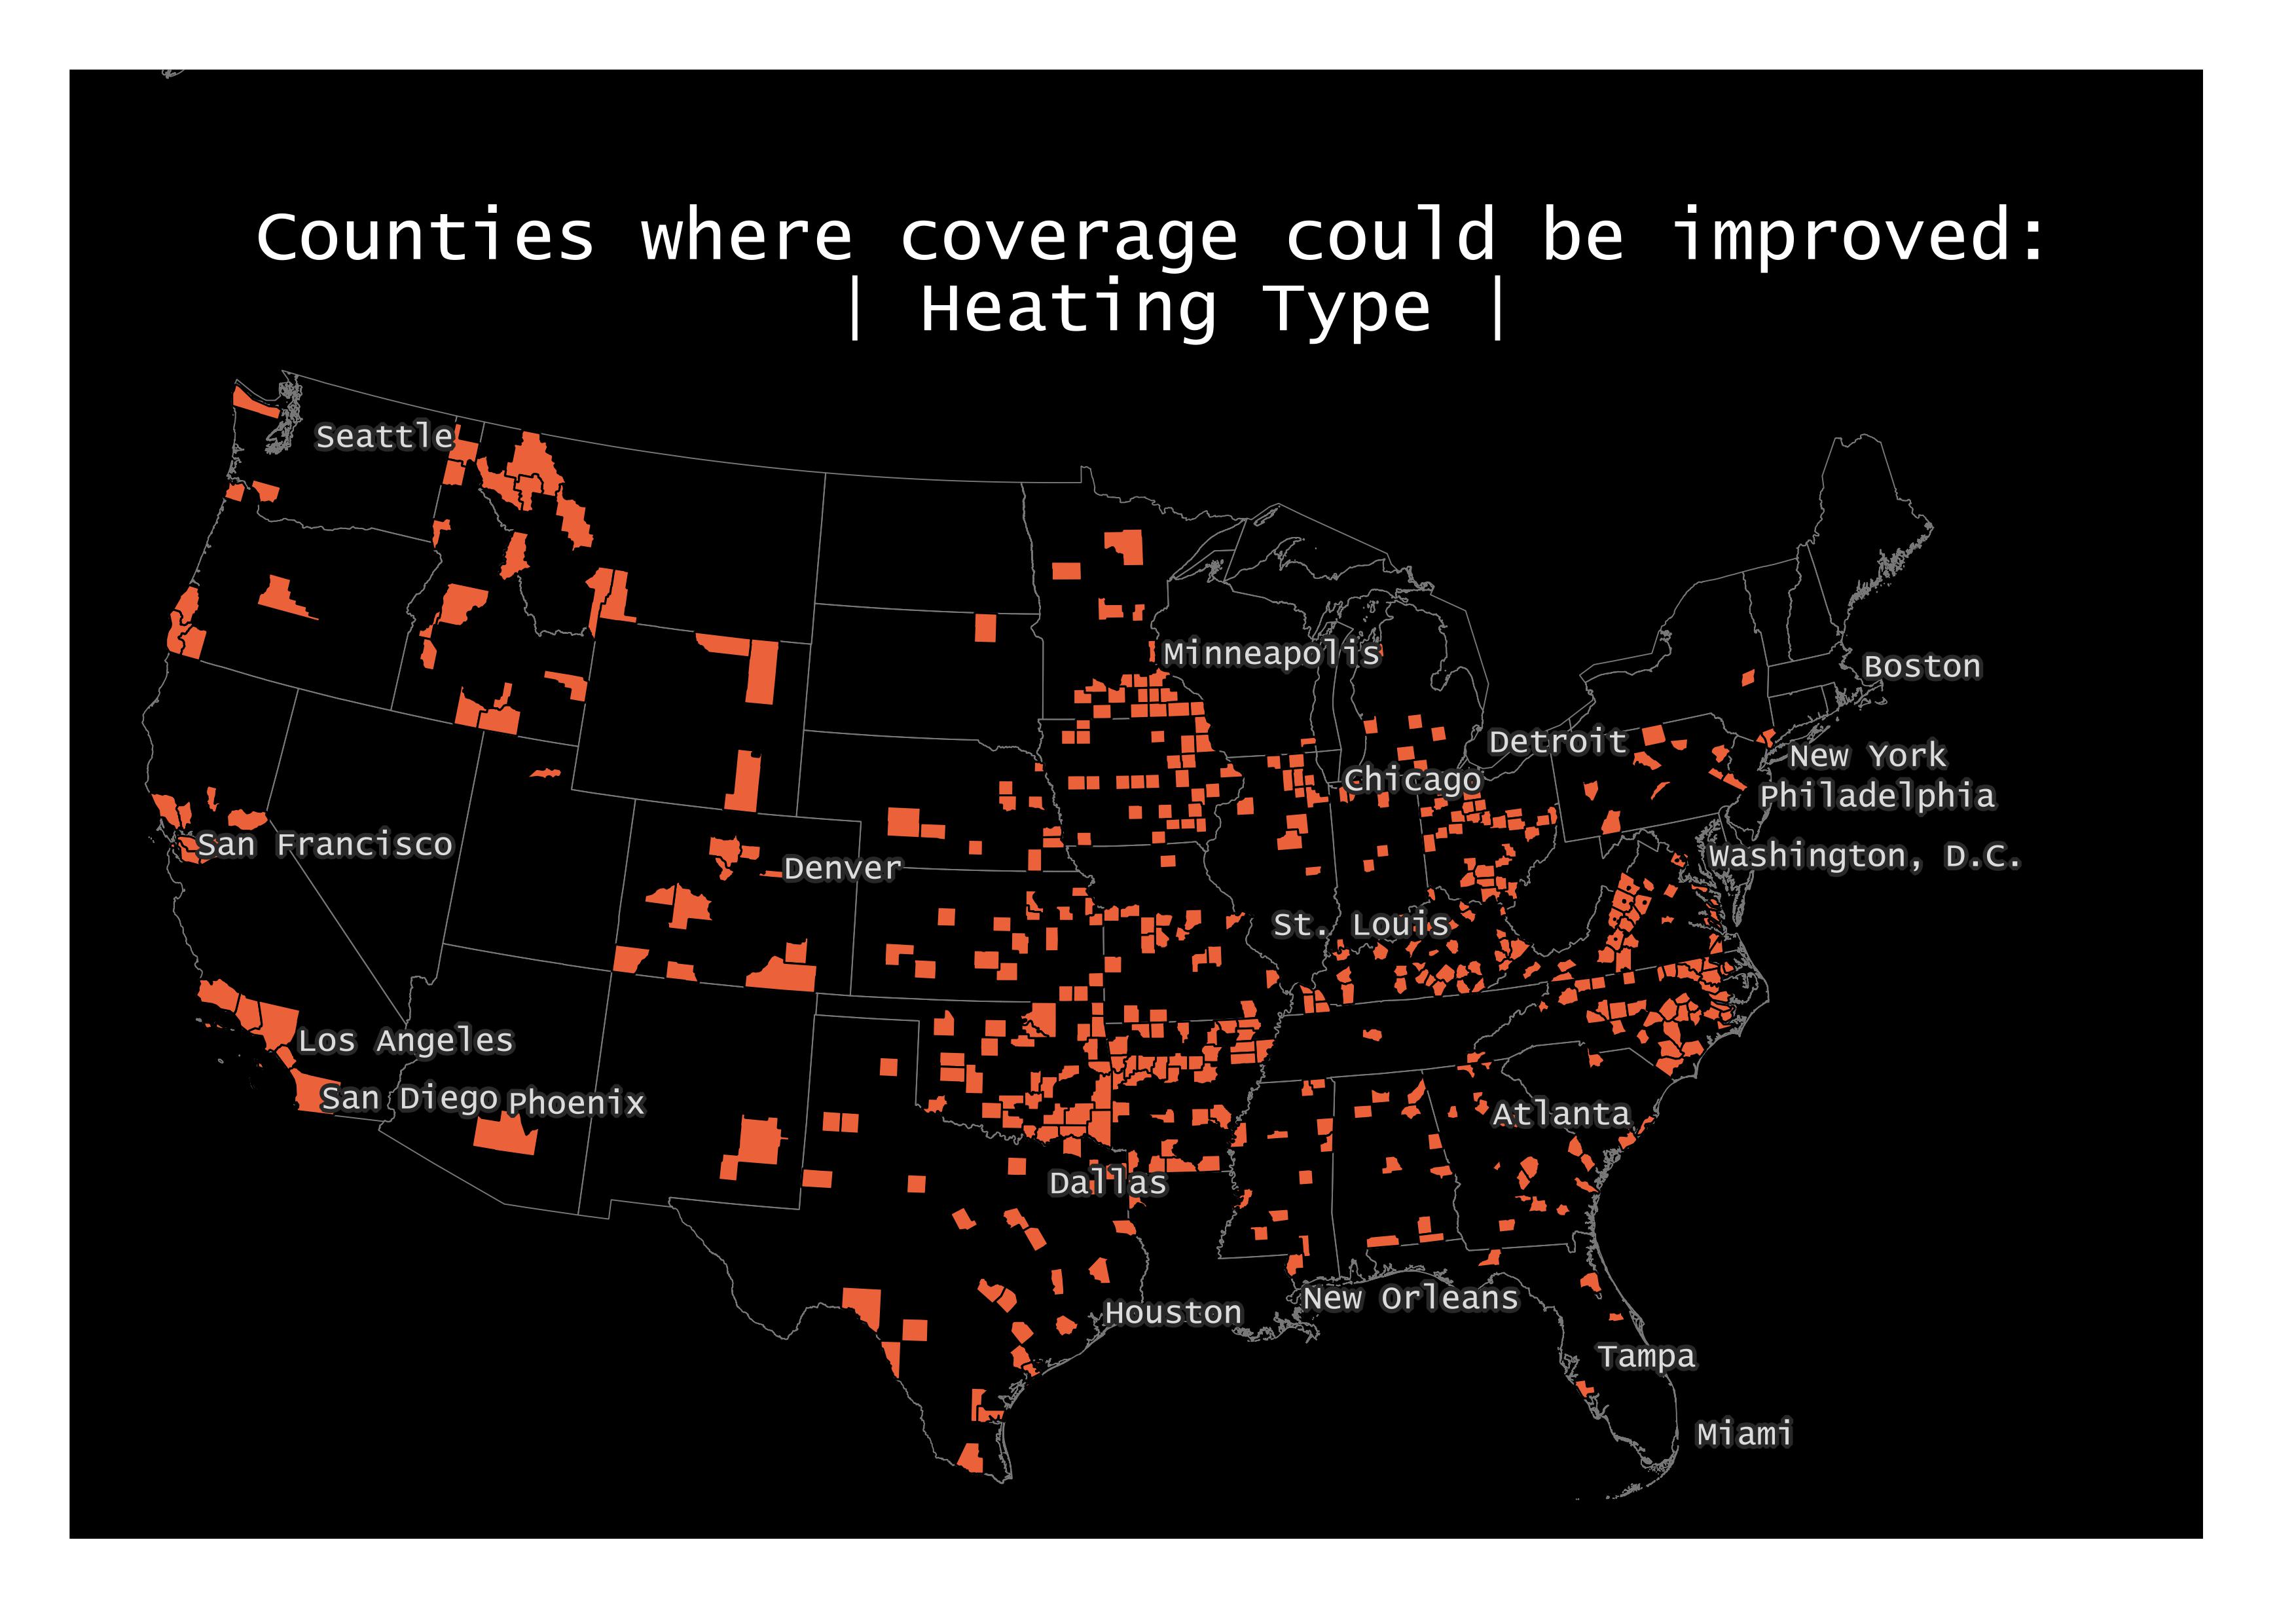 Counties where coverage could be improved:
| Heating Type |
Seattle
Minneapolis
Boston
Detroit
New York
Chicago
Philadelphia
San Francisco
Washington, D.C.
Denver
St. Louis
Los Angeles
San Diego
Phoenix
Atlanta
Dallas
New Orleans
Houston
Tampa
Miami